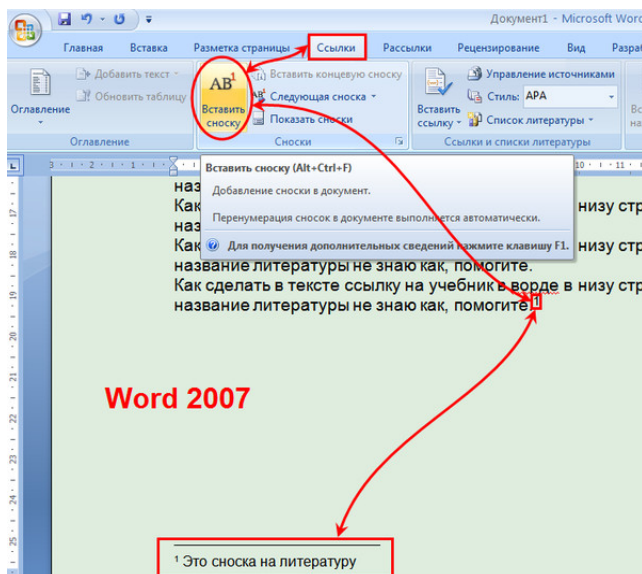 Документ1 - Microsoft Word
Главная Вставка Разметка страницы Ссылки Рассылки Рецензирование Вид
Добавить текст
Обновить таблицу
Оглавление
Оглавление
AB¹
Вставить сноску
Вставить концевую сноску
Следующая сноска
Показать сноски
Сноски
Вставить ссылку
Управление источниками
Стиль: APA
Список литературы
Ссылки и списки литературы
Вставить сноску (Alt+Ctrl+F)
Добавление сноски в документ.
Перенумерация сносок в документе выполняется автоматически.
Для получения дополнительных сведений нажмите клавишу F1.
наз
Как низу стр
наз
Как низу стр
название литературы не знаю как, помогите.
Как сделать в тексте ссылку на учебник в ворде в низу стр
название литературы не знаю как, помогите.¹
Word 2007
¹ Это сноска на литературу